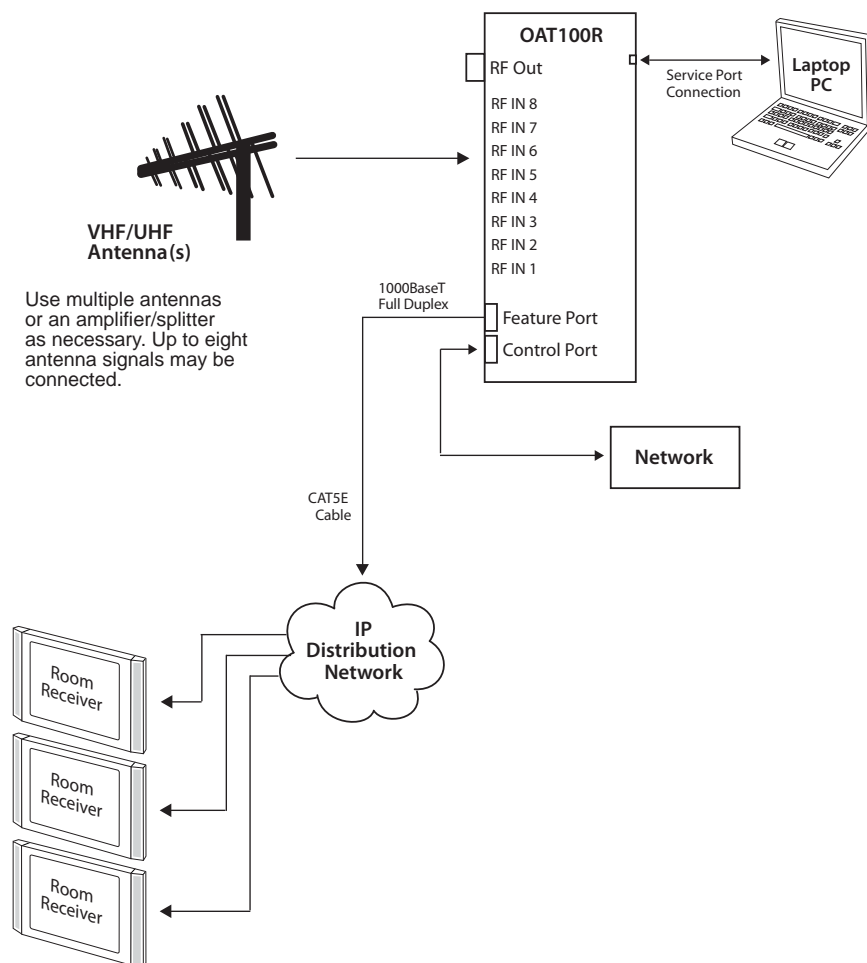 OAT100R
RF Out
Service Port
Connection
Laptop
PC
RF IN 8
RF IN 7
RF IN 6
RF IN 5
RF IN 4
RF IN 3
RF IN 2
RF IN 1
VHF/UHF
Antenna(s)
Use multiple antennas
or an amplifier/splitter
as necessary. Up to eight
antenna signals may be
connected.
1000BaseT
Full Duplex
Feature Port
Control Port
Network
CAT5E
Cable
IP
Distribution
Network
Room
Receiver
Room
Receiver
Room
Receiver